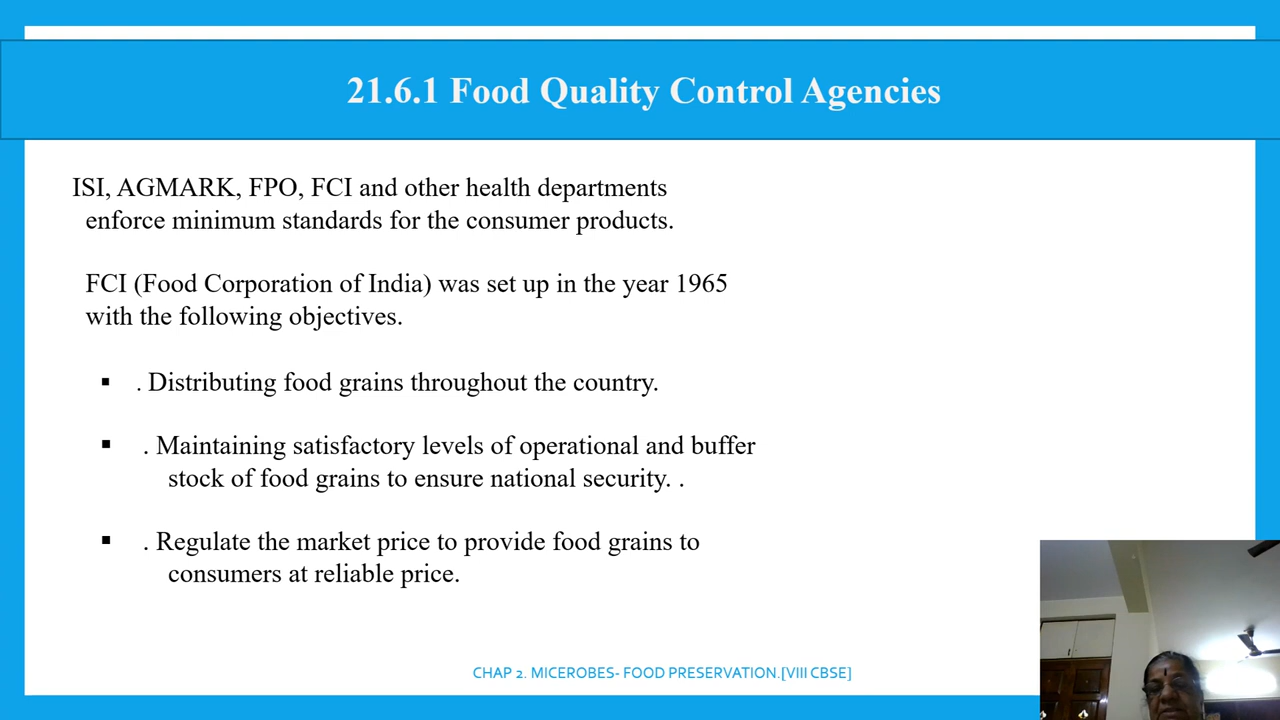 21.6.1 Food Quality Control Agencies
ISI, AGMARK, FPO, FCI and other health departments
enforce minimum standards for the consumer products.
FCI (Food Corporation of India) was set up in the year 1965
with the following objectives.
▪ . Distributing food grains throughout the country.
▪ . Maintaining satisfactory levels of operational and buffer
stock of food grains to ensure national security. .
▪ . Regulate the market price to provide food grains to
consumers at reliable price.
CHAP 2. MICEROBES- FOOD PRESERVATION.[VIII CBSE]